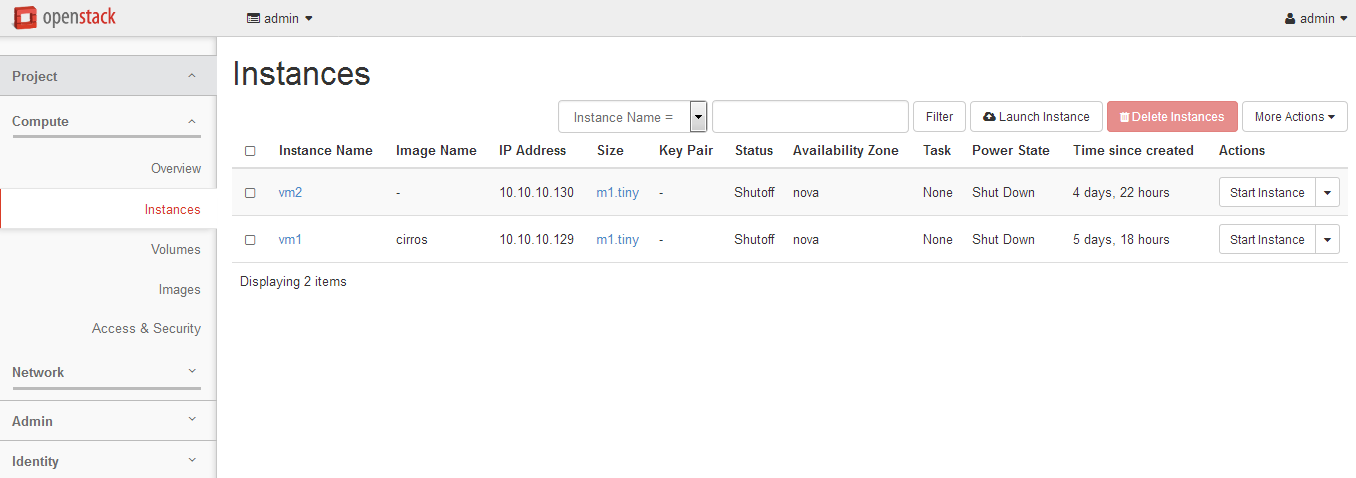 openstack admin admin
Project
Instances
Instance Name = Filter Launch Instance Delete Instances More Actions
Compute
Instance Name Image Name IP Address Size Key Pair Status Availability Zone Task Power State Time since created Actions
Overview
vm2 - 10.10.10.130 m1.tiny - Shutoff nova None Shut Down 4 days, 22 hours Start Instance
Instances
vm1 cirros 10.10.10.129 m1.tiny - Shutoff nova None Shut Down 5 days, 18 hours Start Instance
Volumes
Displaying 2 items
Images
Access & Security
Network
Admin
Identity